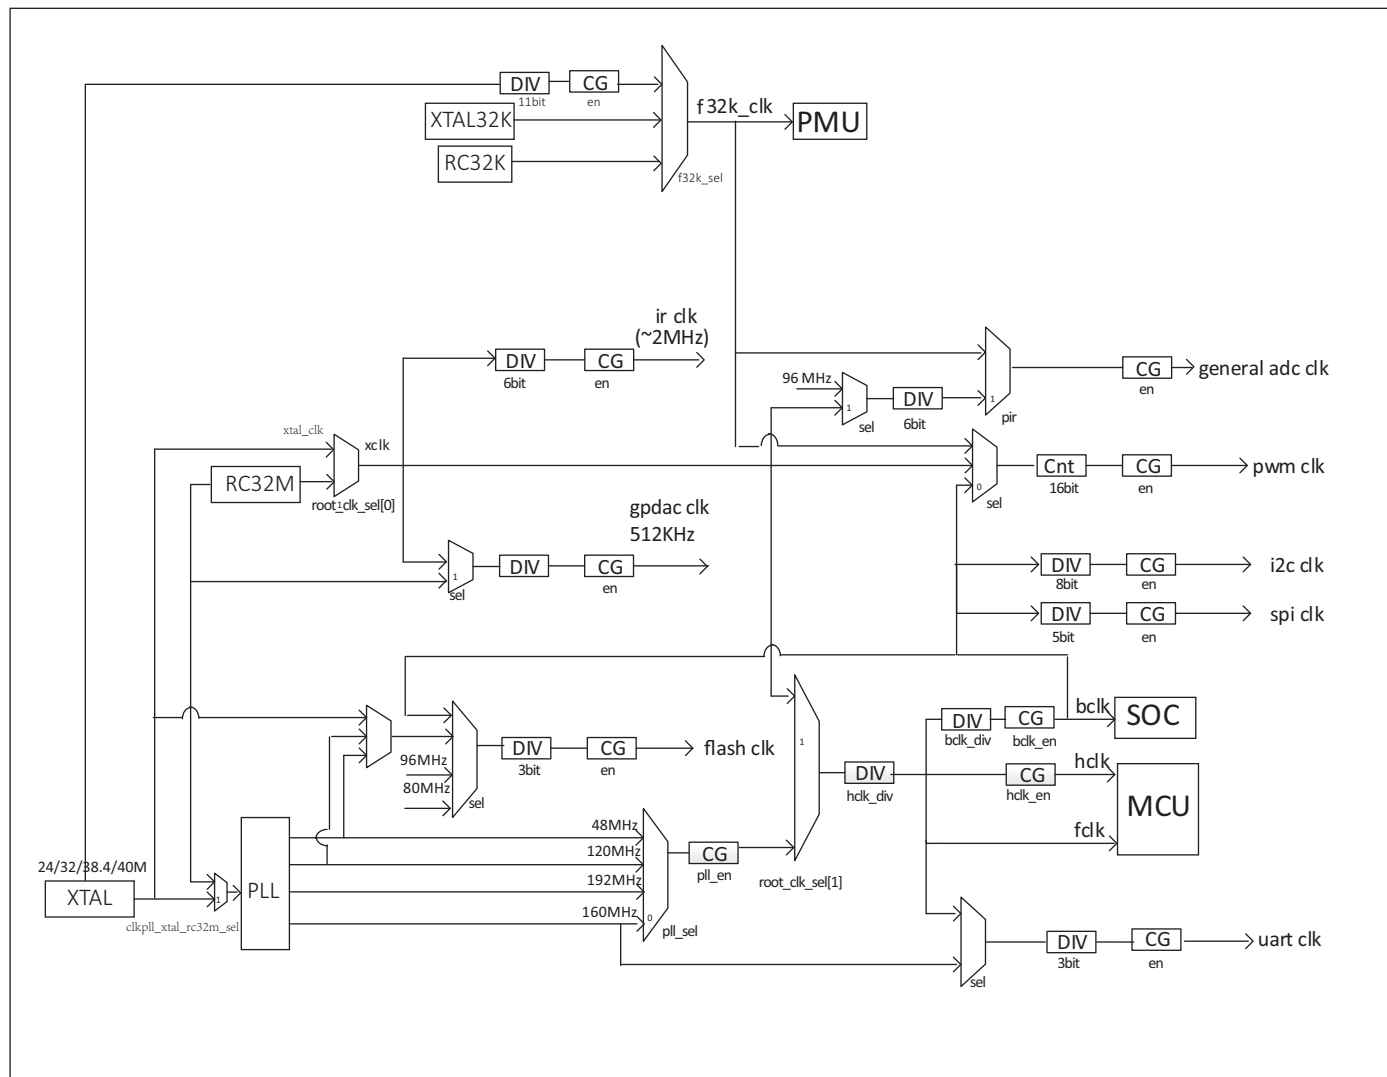 DIV
CG
11bit
en
XTAL32K
RC32K
f32k_clk
PMU
f32k_sel
ir clk
(~2MHz)
DIV
CG
6bit
en
96 MHz
1
sel
DIV
6bit
1
pir
CG
en
general adc clk
xtal_clk
xclk
RC32M
1
root_clk_sel[0]
0
sel
Cnt
16bit
CG
en
pwm clk
gpdac clk
512KHz
1
sel
DIV
CG
en
DIV
8bit
CG
en
i2c clk
DIV
5bit
CG
en
spi clk
96MHz
80MHz
sel
DIV
3bit
CG
en
flash clk
1
root_clk_sel[1]
DIV
hclk_div
DIV
bclk_div
CG
bclk_en
bclk
SOC
CG
hclk_en
hclk
fclk
MCU
24/32/38.4/40M
XTAL
1
clkpll_xtal_rc32m_sel
PLL
48MHz
120MHz
192MHz
160MHz
0
pll_sel
CG
pll_en
sel
DIV
3bit
CG
en
uart clk